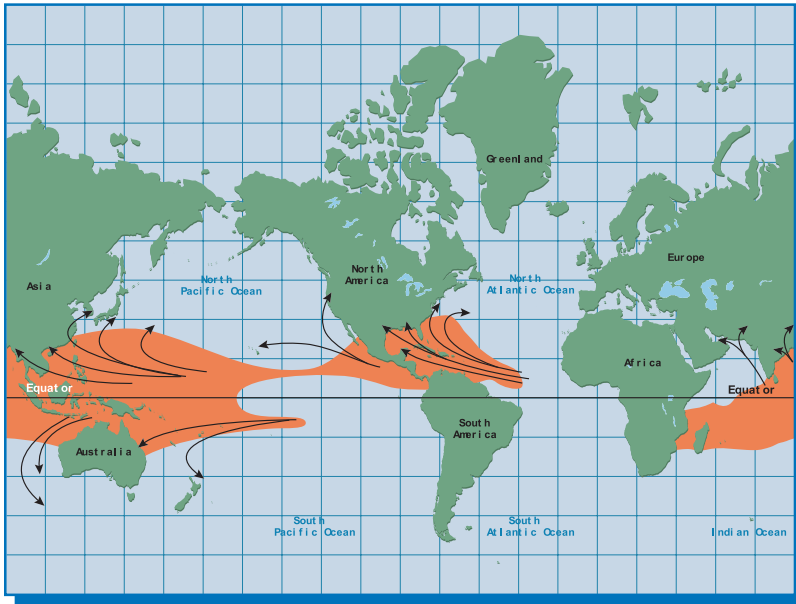 Greenland
Europe
North
America
North
Pacific Ocean
North
Atlantic Ocean
Asia
Africa
Equator
Equator
South
America
Australia
South
Pacific Ocean
South
Atlantic Ocean
Indian Ocean